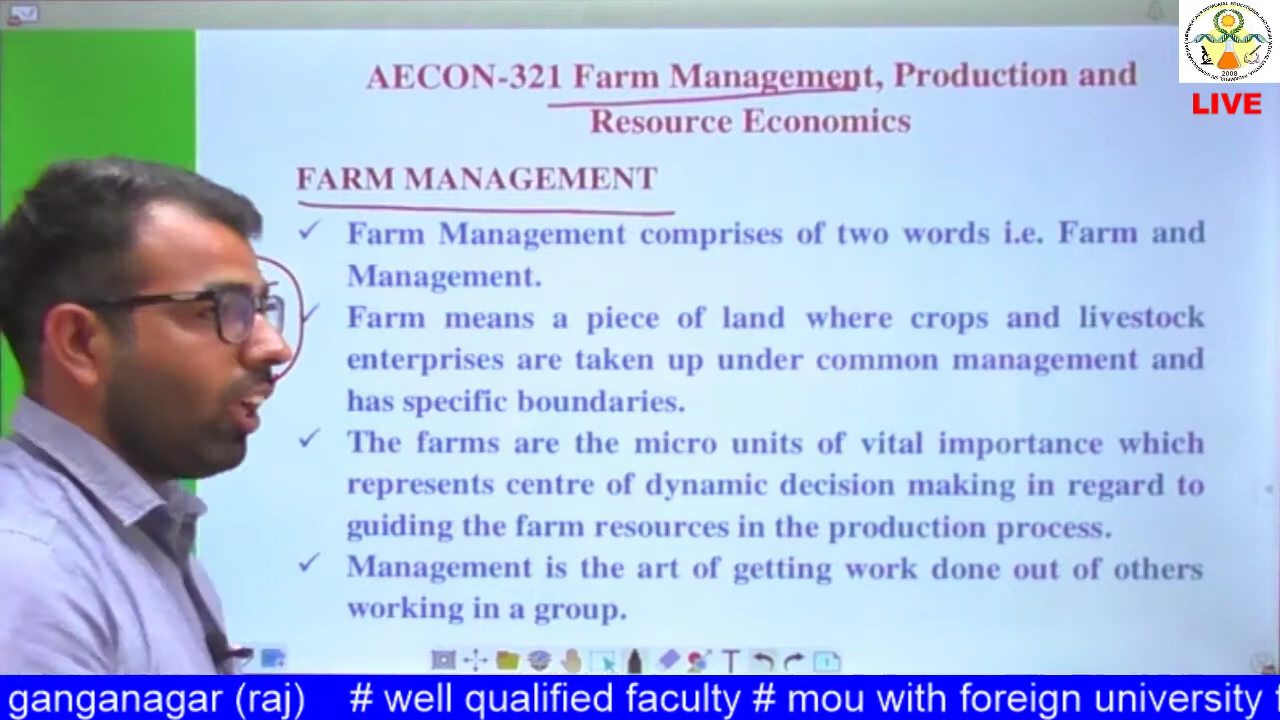 AECON-321 Farm Management, Production and
Resource Economics
LIVE
2008
FARM MANAGEMENT
✓ Farm Management comprises of two words i.e. Farm and
Management.
✓ Farm means a piece of land where crops and livestock
enterprises are taken up under common management and
has specific boundaries.
✓ The farms are the micro units of vital importance which
represents centre of dynamic decision making in regard to
guiding the farm resources in the production process.
✓ Management is the art of getting work done out of others
working in a group.
ganganagar (raj) # well qualified faculty # mou with foreign university